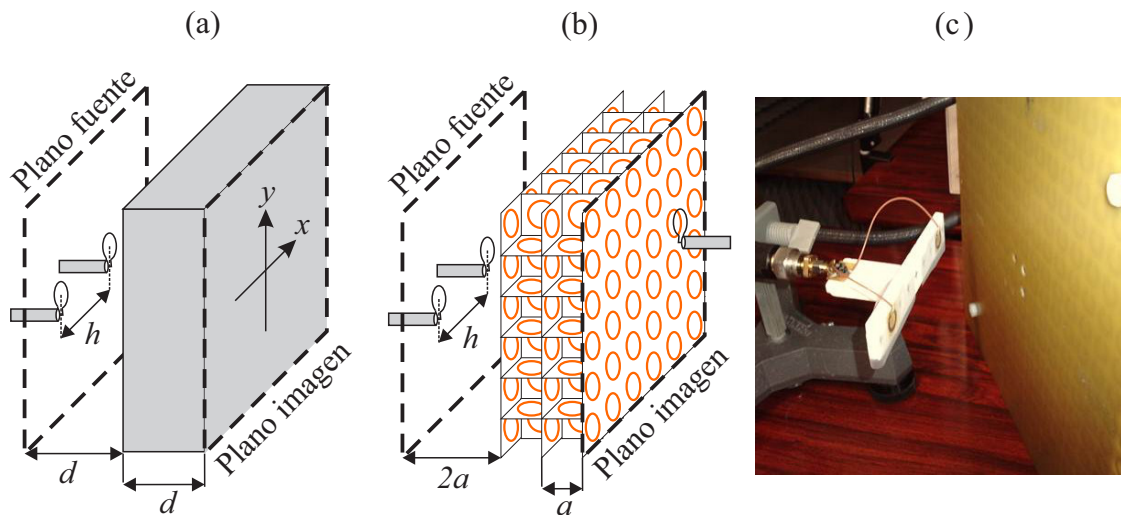 (a)
(b)
(c)
Plano fuente
y
x
h
Plano imagen
d
d
Plano fuente
h
Plano imagen
2a
a